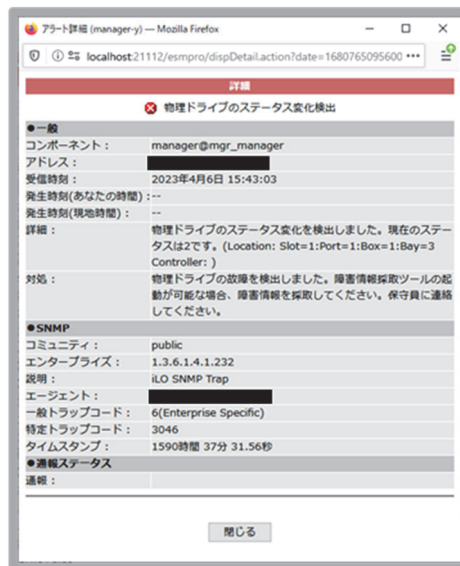 アラート詳細 (manager-y) — Mozilla Firefox
localhost:21112/esmpro/dispDetail.action?date=1680765095600
詳細
物理ドライブのステータス変化検出
●一般
コンポーネント： manager@mgr_manager
アドレス：
受信時刻： 2023年4月6日 15:43:03
発生時刻(あなたの時間)：--
発生時刻(現地時間)： --
詳細： 物理ドライブのステータス変化を検出しました。現在のステー
タスは2です。(Location: Slot=1:Port=1:Box=1:Bay=3
Controller: )
対処： 物理ドライブの故障を検出しました。障害情報採取ツールの起
動が可能な場合、障害情報を採取してください。保守員に連絡
してください。
●SNMP
コミュニティ： public
エンタープライズ： 1.3.6.1.4.1.232
説明： iLO SNMP Trap
エージェント：
一般トラップコード： 6(Enterprise Specific)
特定トラップコード： 3046
タイムスタンプ： 1590時間 37分 31.56秒
●通報ステータス
通報：
閉じる